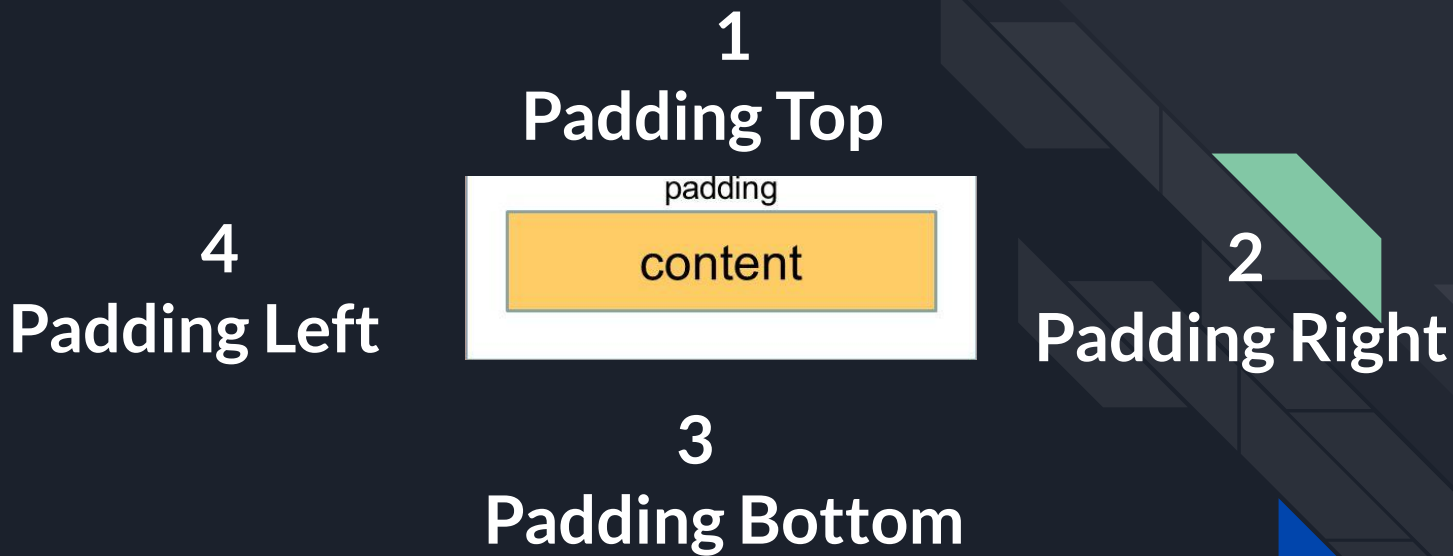 1
Padding Top
padding
content
4
Padding Left
2
Padding Right
3
Padding Bottom